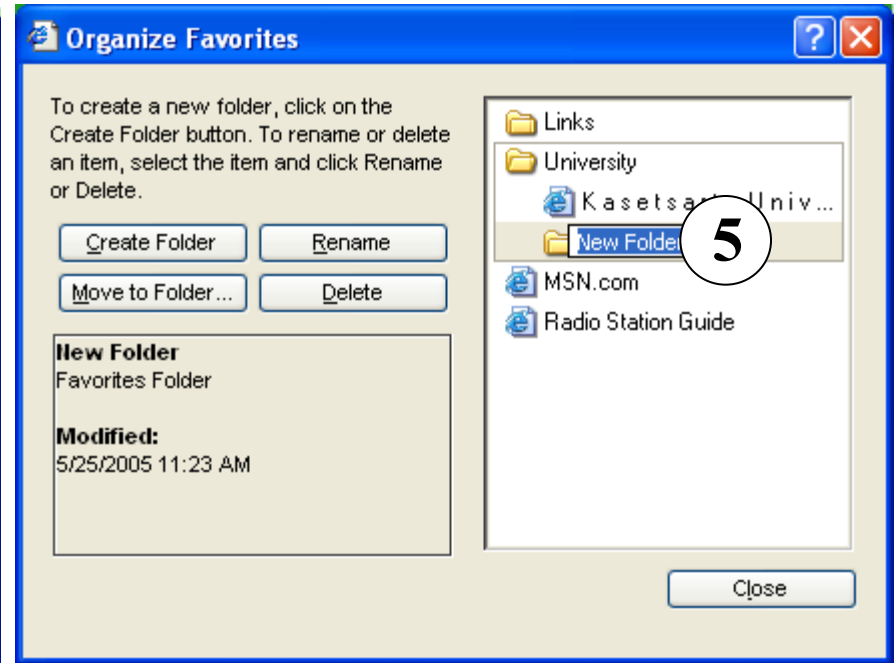 Organize Favorites
To create a new folder, click on the
Create Folder button. To rename or delete
an item, select the item and click Rename
or Delete.
Create Folder
Rename
Move to Folder...
Delete
New Folder
Favorites Folder
Modified:
5/25/2005 11:23 AM
Links
University
Univ...
New Folder
5
MSN.com
Radio Station Guide
Close